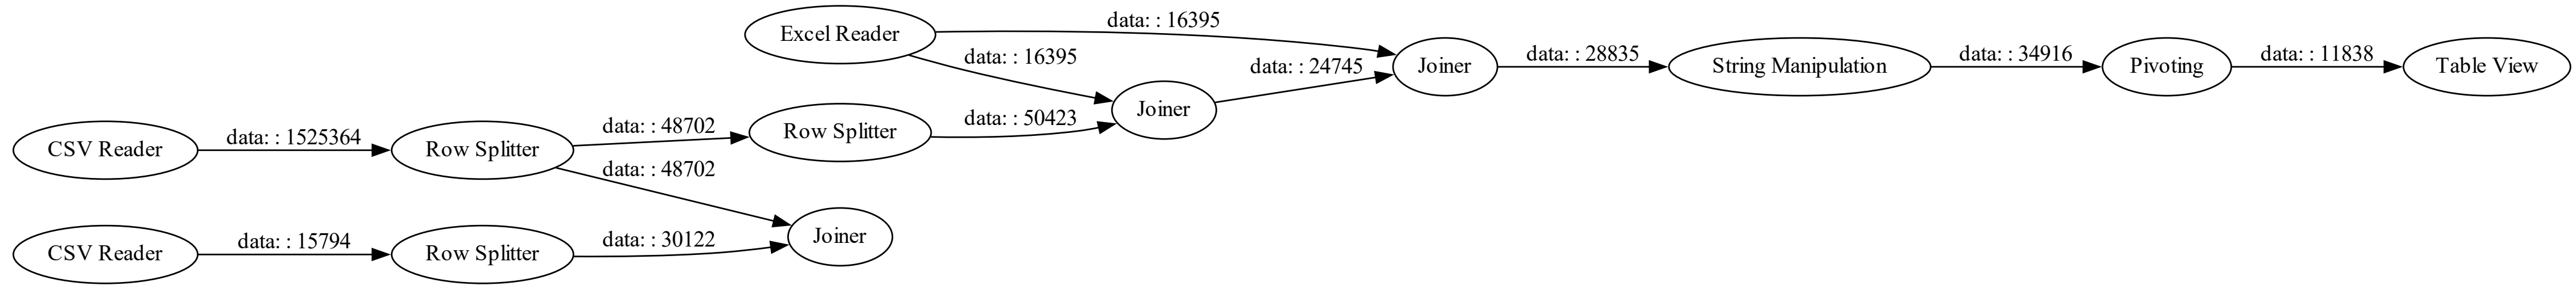 Excel Reader
data: : 16395
data: : 16395
CSV Reader
data: : 1525364
Row Splitter
data: : 48702
data: : 48702
Row Splitter
data: : 50423
Joiner
data: : 24745
Joiner
data: : 28835
String Manipulation
data: : 34916
Pivoting
data: : 11838
Table View
CSV Reader
data: : 15794
Row Splitter
data: : 30122
Joiner